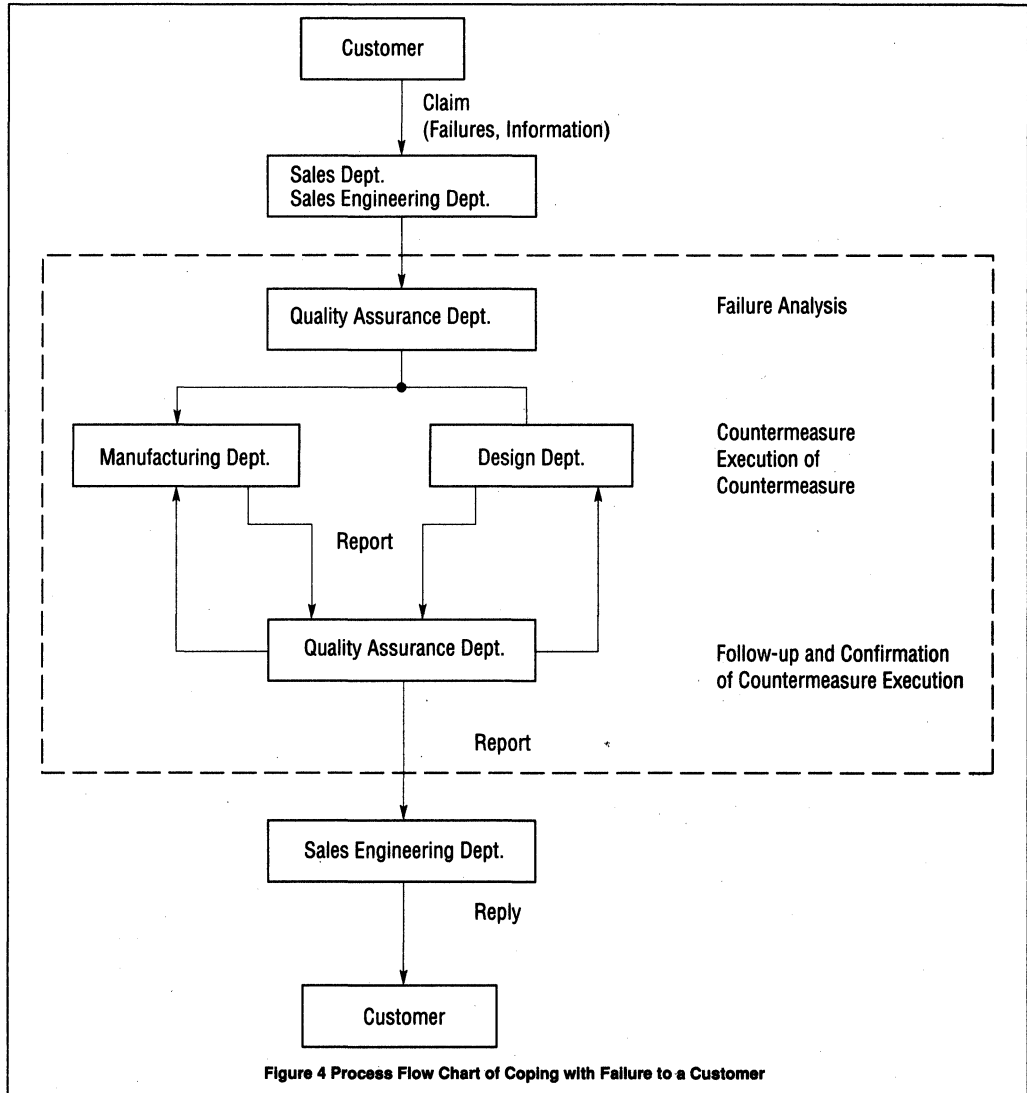 Customer
Claim
(Failures, Information)
Sales Dept.
Sales Engineering Dept.
Quality Assurance Dept.
Failure Analysis
Manufacturing Dept.
Design Dept.
Countermeasure
Execution of
Countermeasure
Report
Quality Assurance Dept.
Follow-up and Confirmation
of Countermeasure Execution
Report
Sales Engineering Dept.
Reply
Customer
Figure 4 Process Flow Chart of Coping with Failure to a Customer